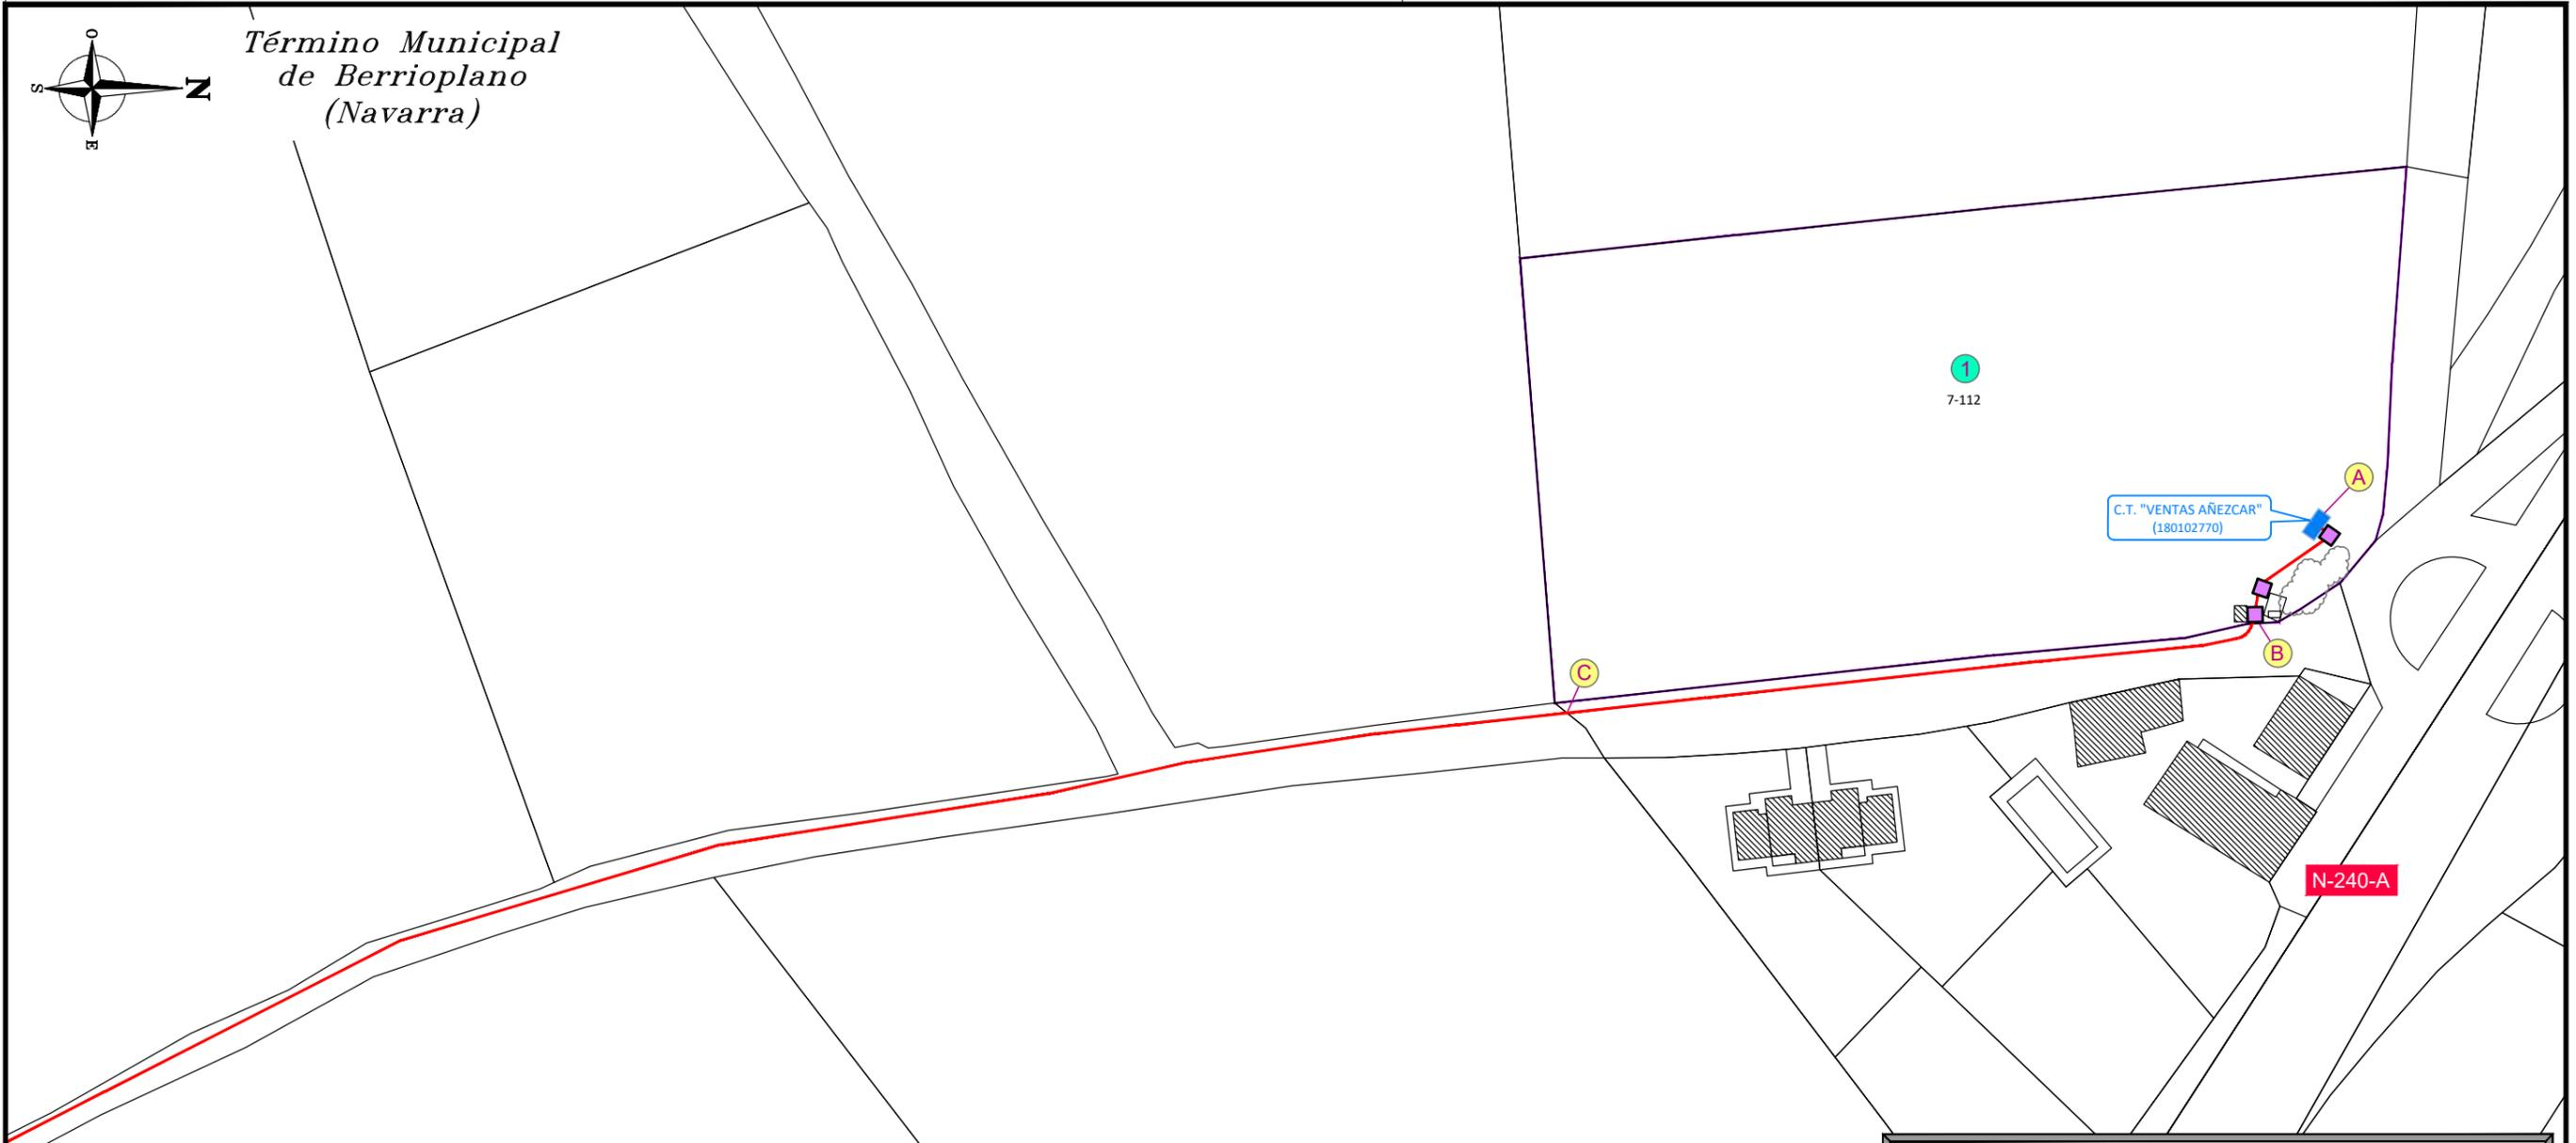 O
S
N
E
Término Municipal
de Berrioplano
(Navarra)
1
7-112
A
C.T. "VENTAS AÑEZCAR"
(180102770)
B
C
N-240-A